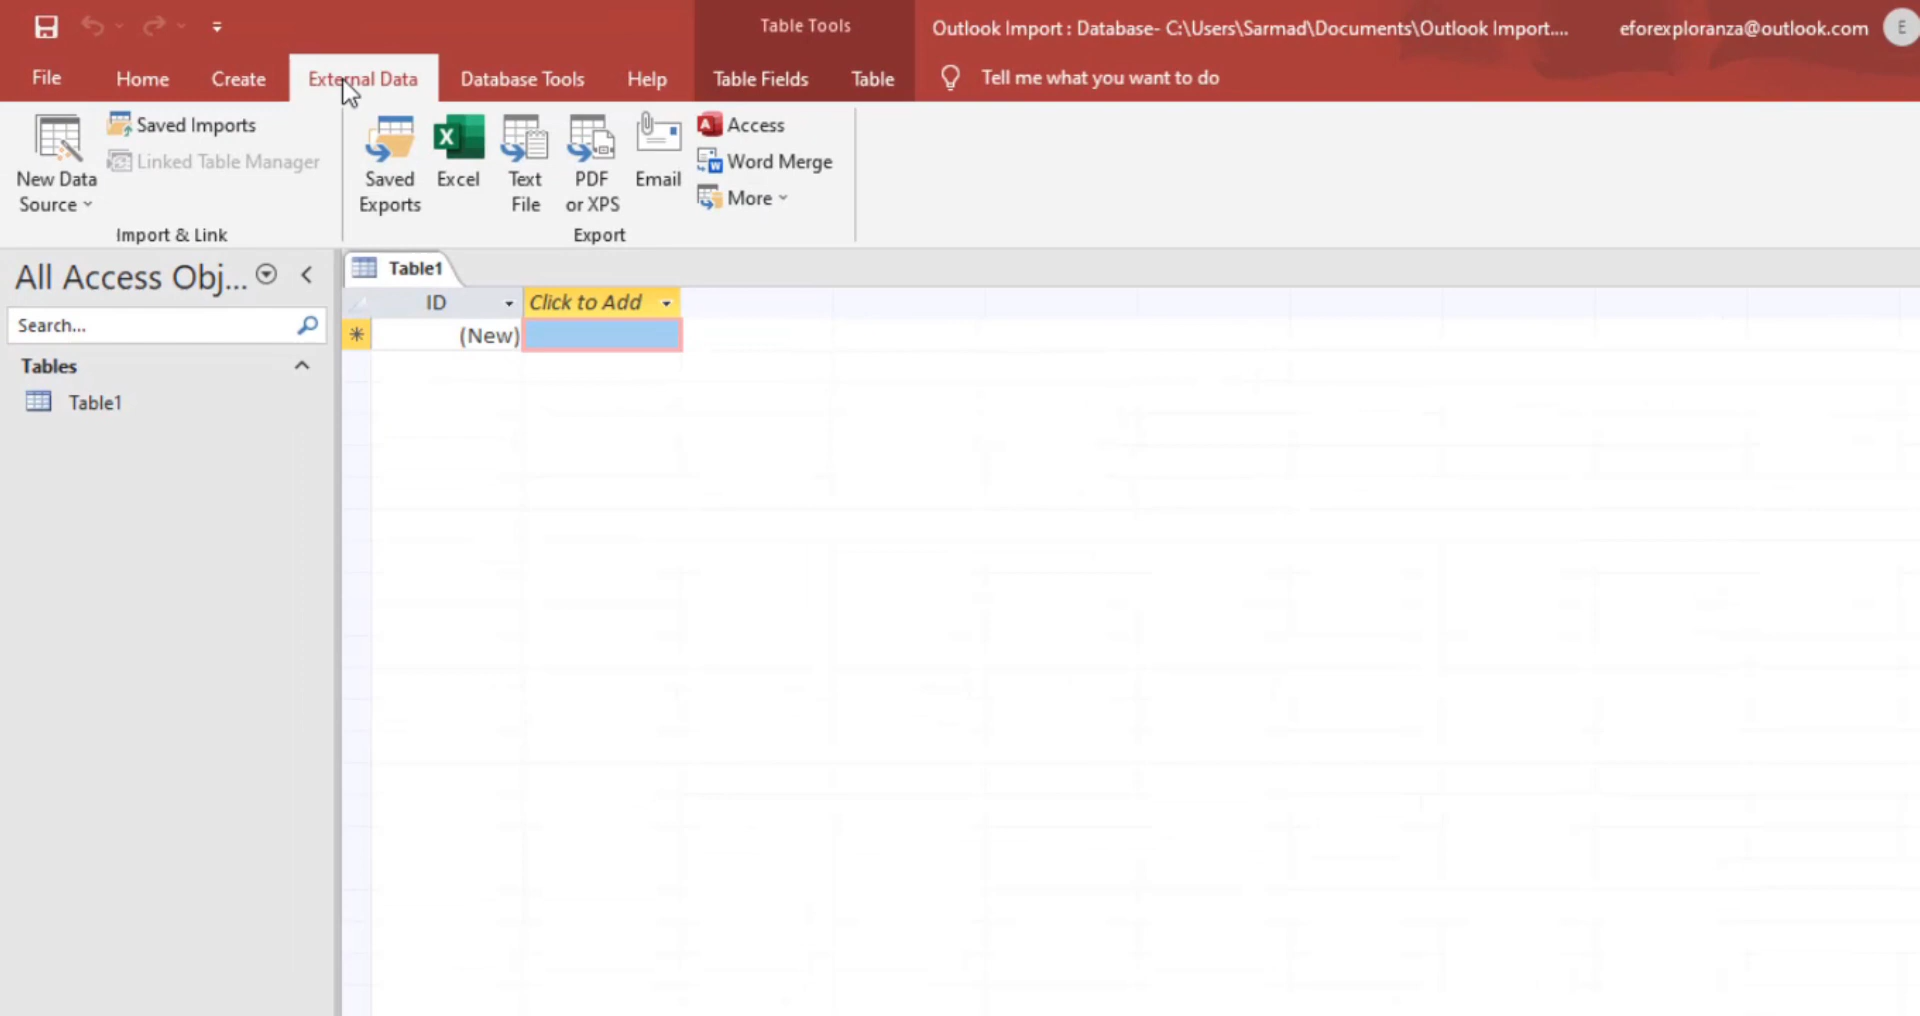 Table Tools
Outlook Import : Database- C:\Users\Sarmad\Documents\Outlook Import....
eforexploranza@outlook.com
E
File
Home
Create
External Data
Database Tools
Help
Table Fields
Table
Tell me what you want to do
New Data
Source
Saved Imports
Linked Table Manager
Import & Link
Saved
Exports
Excel
Text
File
PDF
or XPS
Email
Access
Word Merge
More
Export
All Access Obj...
Search...
Tables
Table1
Table1
ID
Click to Add
(New)